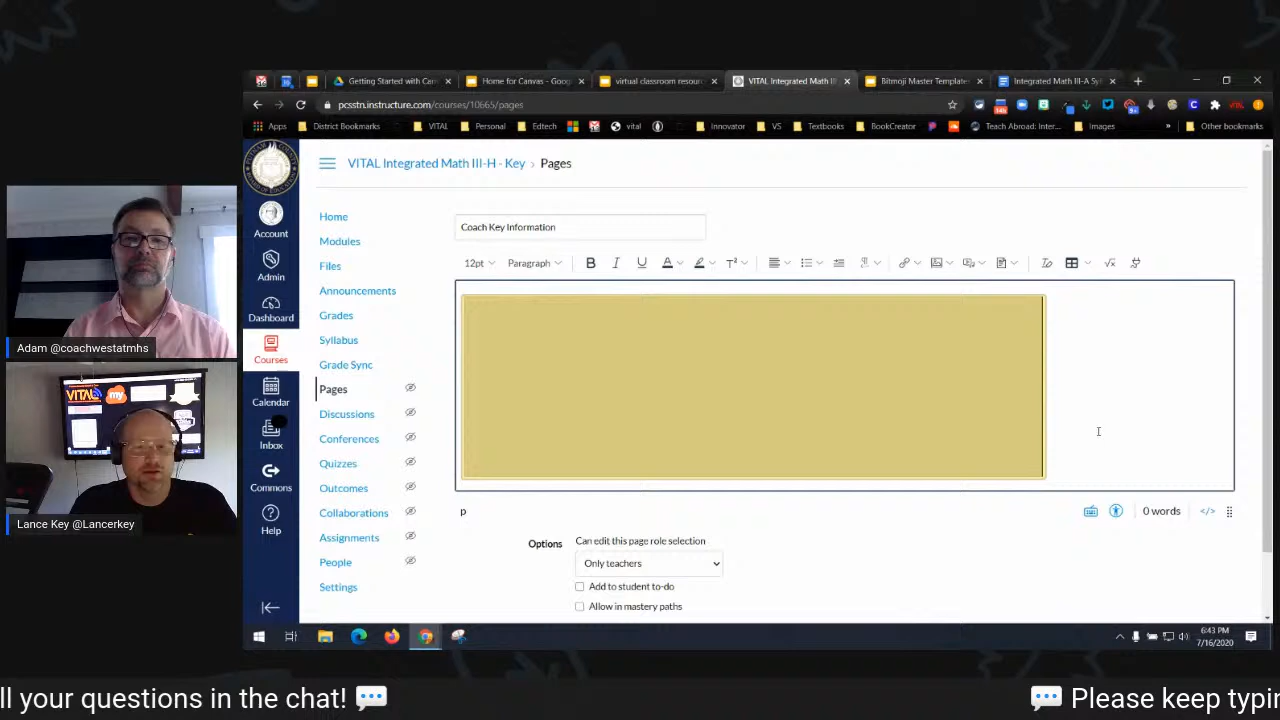 Getting Started with Can
Home for Canvas - Goog
virtual classroom resour
VITAL Integrated Math II
Bitmoji Master Templat
Integrated Math III-A Sy
pcsstn.instructure.com/courses/10665/pages
Apps
District Bookmarks
VITAL
Personal
Edtech
vital
Innovator
VS
Textbooks
BookCreator
Teach Abroad: Inter...
Images
Other bookmarks
VITAL Integrated Math III-H - Key
Pages
Account
Admin
Dashboard
Courses
Calendar
Inbox
Commons
Help
Home
Modules
Files
Announcements
Grades
Syllabus
Grade Sync
Pages
Discussions
Conferences
Quizzes
Outcomes
Collaborations
Assignments
People
Settings
Coach Key Information
12pt
Paragraph
p
0 words
Options
Can edit this page role selection
Only teachers
Add to student to-do
Allow in mastery paths
Adam @coachwestatmhs
VITAL
my
Lance Key @Lancerkey
6:43 PM
7/16/2020
ll your questions in the chat! 💬
💬 Please keep typin